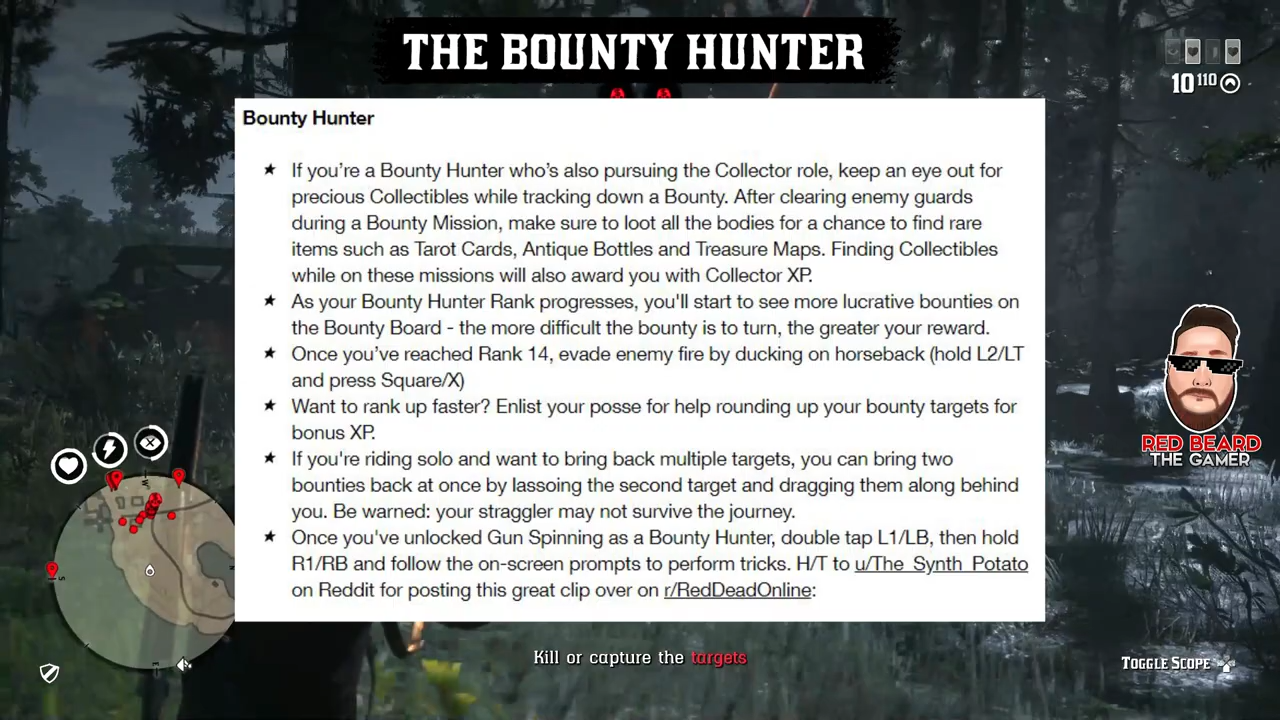 THE BOUNTY HUNTER
10 110
Bounty Hunter
★ If you’re a Bounty Hunter who’s also pursuing the Collector role, keep an eye out for
precious Collectibles while tracking down a Bounty. After clearing enemy guards
during a Bounty Mission, make sure to loot all the bodies for a chance to find rare
items such as Tarot Cards, Antique Bottles and Treasure Maps. Finding Collectibles
while on these missions will also award you with Collector XP.
★ As your Bounty Hunter Rank progresses, you'll start to see more lucrative bounties on
the Bounty Board - the more difficult the bounty is to turn, the greater your reward.
★ Once you’ve reached Rank 14, evade enemy fire by ducking on horseback (hold L2/LT
and press Square/X)
★ Want to rank up faster? Enlist your posse for help rounding up your bounty targets for
bonus XP.
★ If you're riding solo and want to bring back multiple targets, you can bring two
bounties back at once by lassoing the second target and dragging them along behind
you. Be warned: your straggler may not survive the journey.
★ Once you've unlocked Gun Spinning as a Bounty Hunter, double tap L1/LB, then hold
R1/RB and follow the on-screen prompts to perform tricks. H/T to u/The_Synth_Potato
on Reddit for posting this great clip over on r/RedDeadOnline:
RED BEARD
THE GAMER
Kill or capture the targets
TOGGLE SCOPE